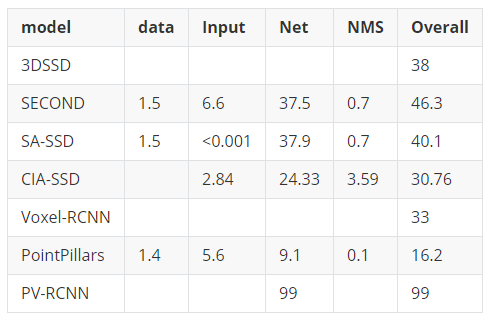 model data Input Net NMS Overall
3DSSD 38
SECOND 1.5 6.6 37.5 0.7 46.3
SA-SSD 1.5 <0.001 37.9 0.7 40.1
CIA-SSD 2.84 24.33 3.59 30.76
Voxel-RCNN 33
PointPillars 1.4 5.6 9.1 0.1 16.2
PV-RCNN 99 99